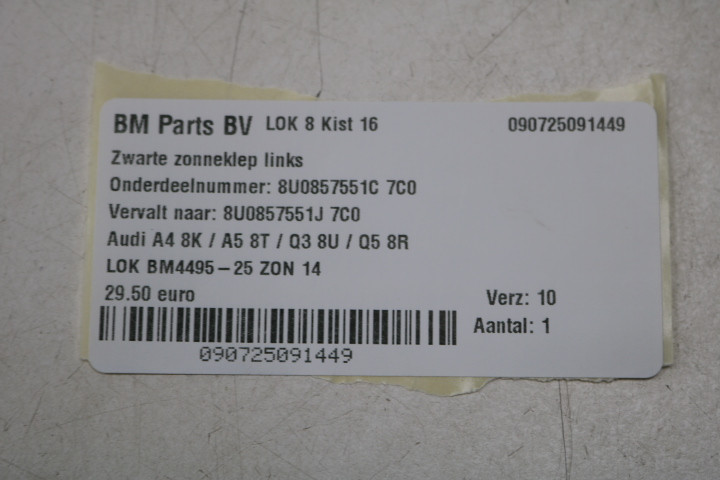 BM Parts BV LOK 8 Kist 16 090725091449
Zwarte zonneklep links
Onderdeelnummer: 8U0857551C 7C0
Vervalt naar: 8U0857551J 7C0
Audi A4 8K / A5 8T / Q3 8U / Q5 8R
LOK BM4495-25 ZON 14
29.50 euro Verz: 10
Aantal: 1
090725091449